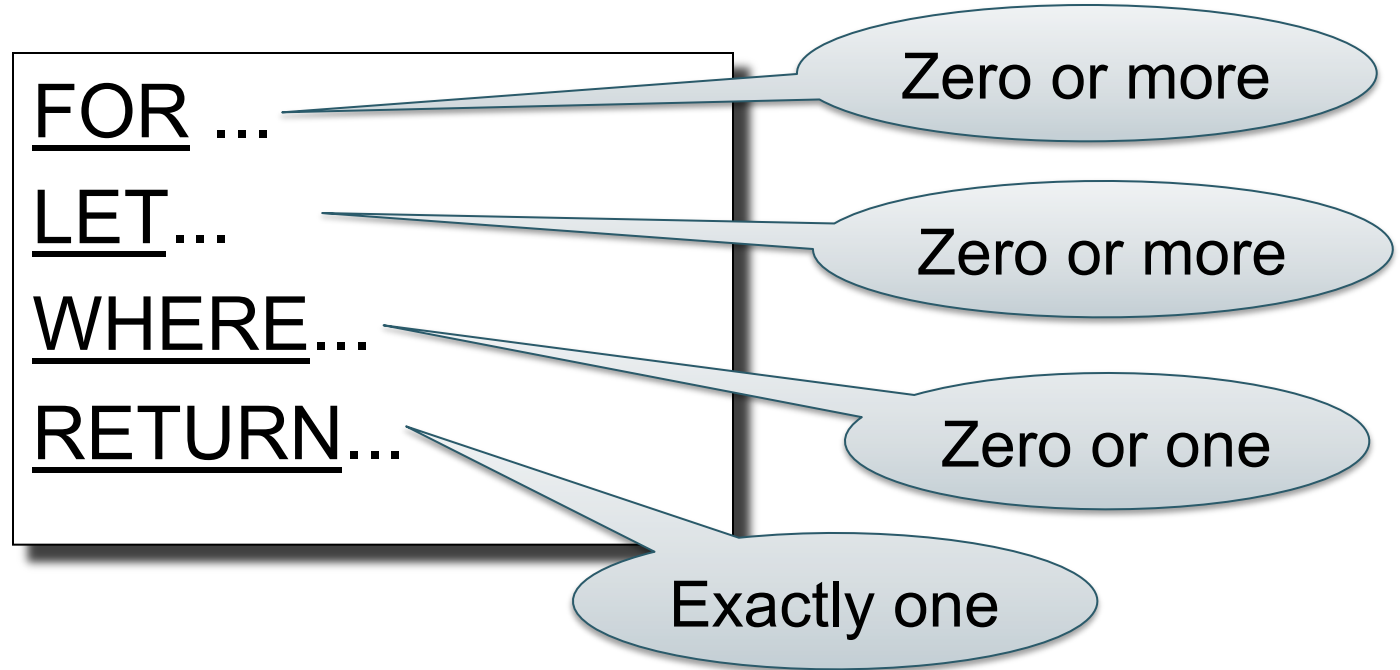 FOR ...
Zero or more
LET...
Zero or more
WHERE...
Zero or one
RETURN...
Exactly one